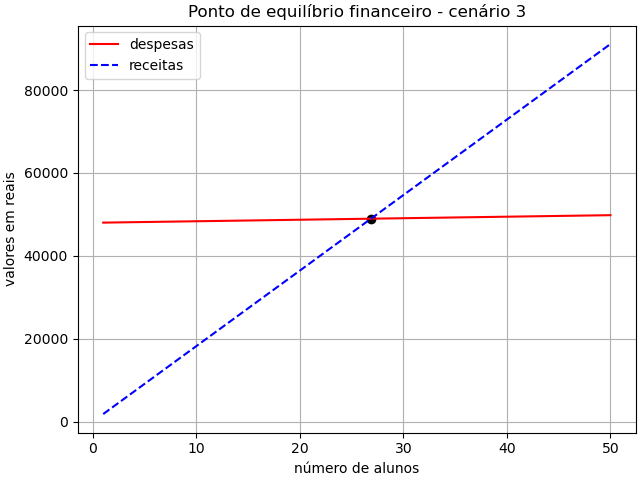 Ponto de equilíbrio financeiro - cenário 3
despesas
receitas
valores em reais
80000
60000
40000
20000
0
0 10 20 30 40 50
número de alunos